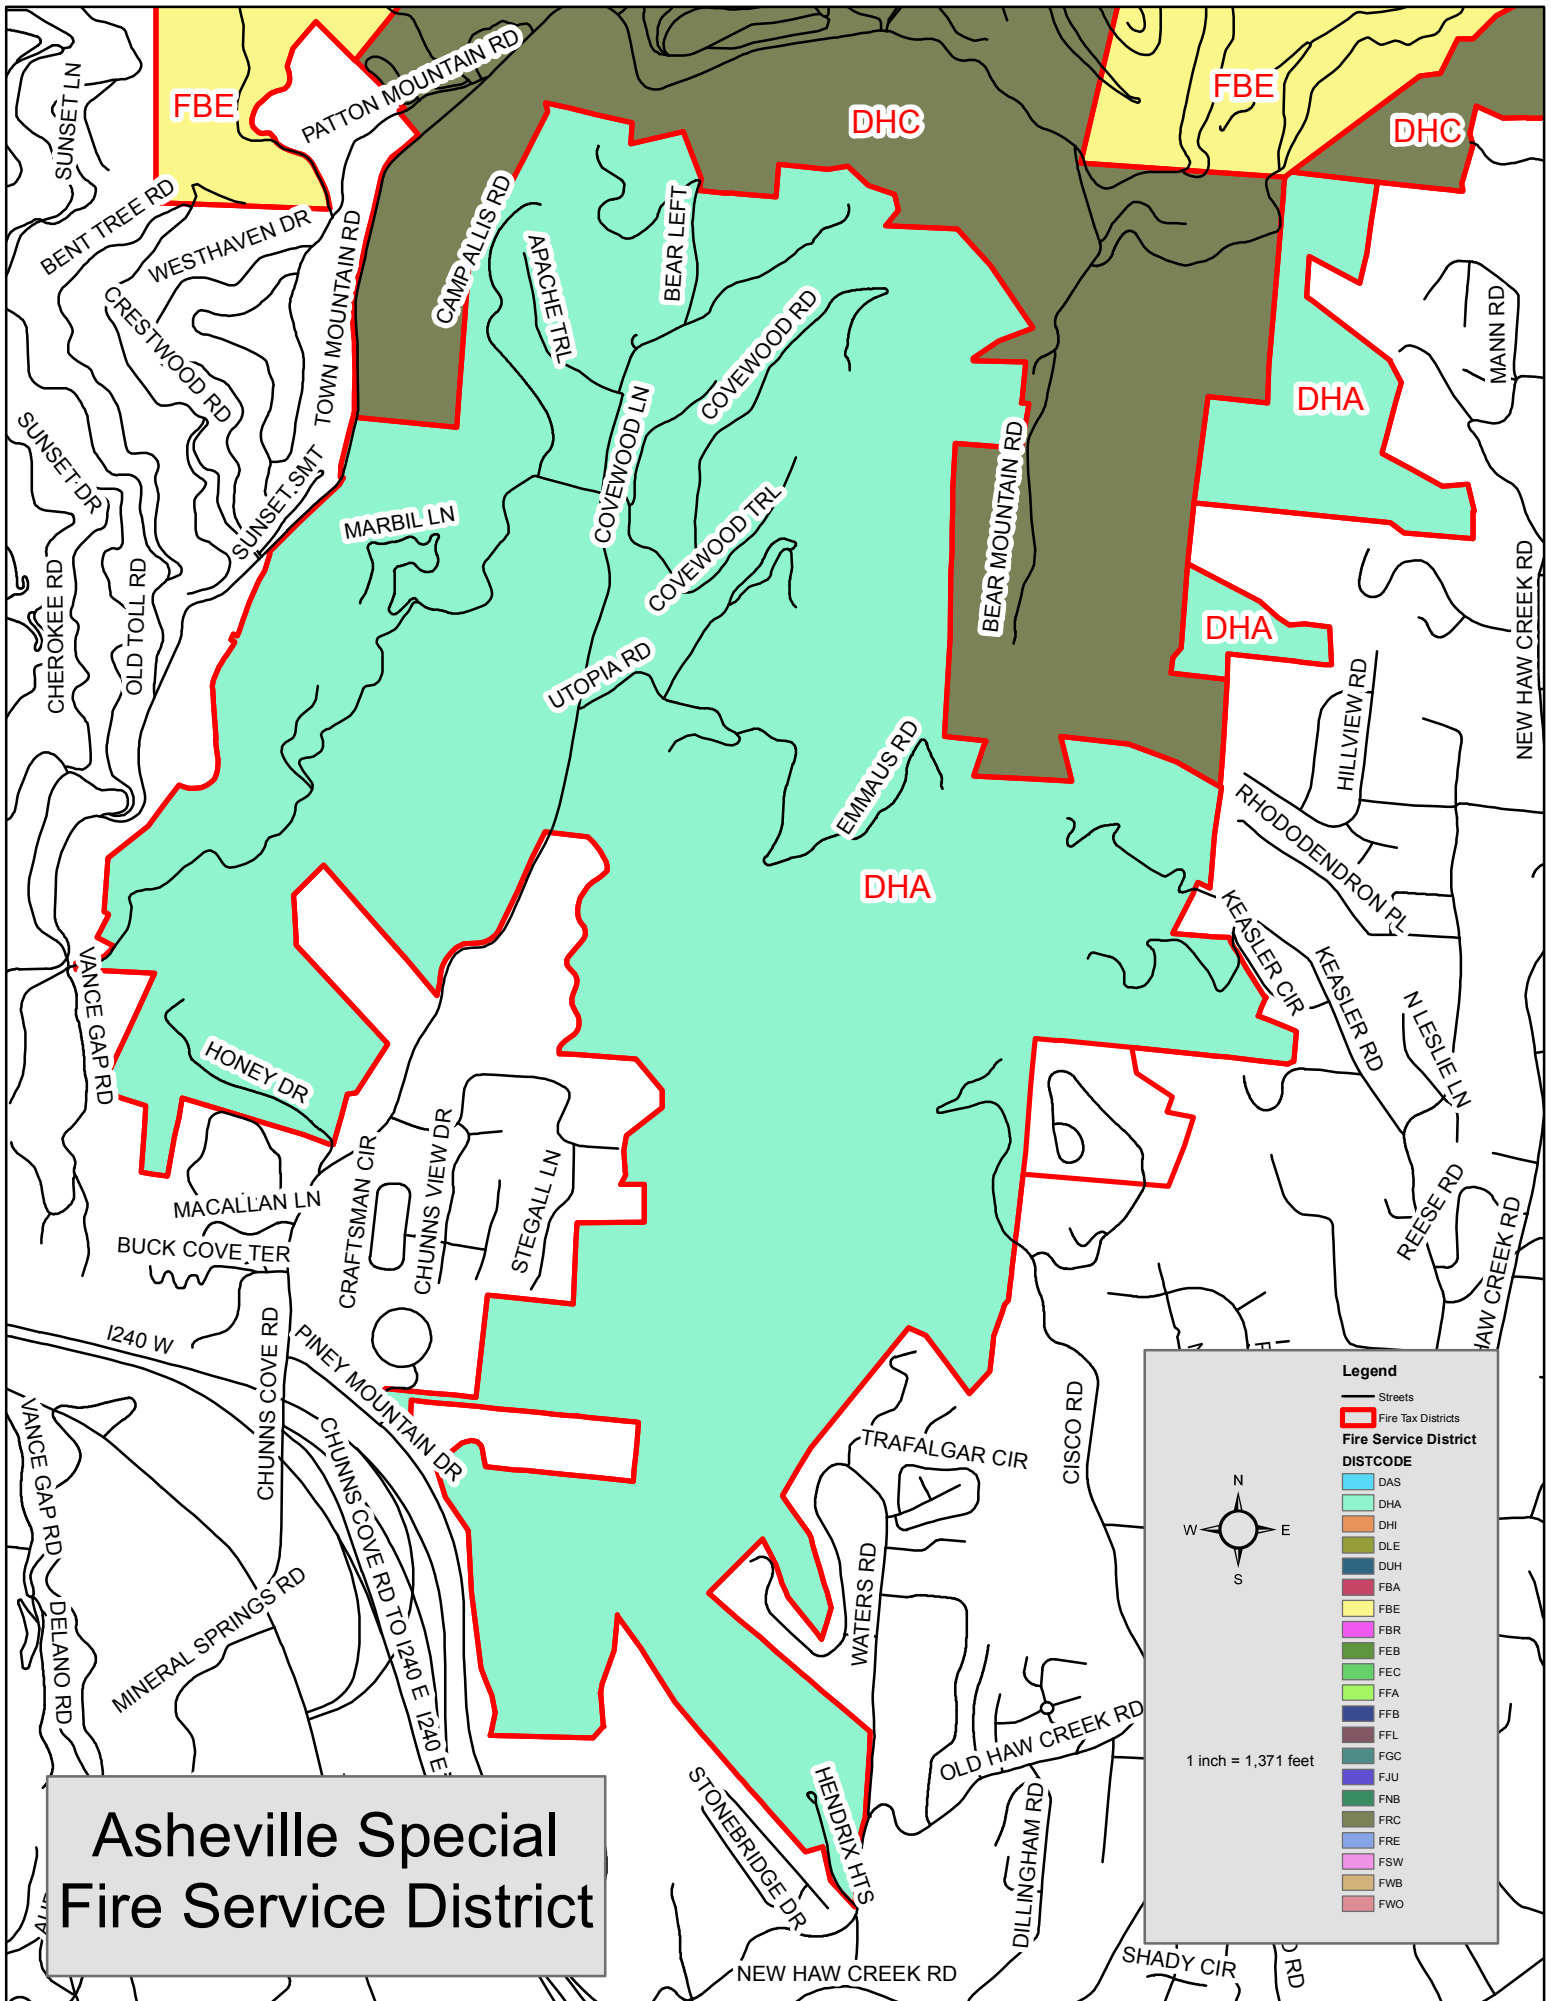 FBE
PATTON MOUNTAIN RD
SUNSET LN
DHC
FBE
DHC
BENT TREE RD
WESTHAVEN DR
CAMP ALLIS RD
BEAR LEFT
APACHE TRL
CRESTWOOD RD
TOWN MOUNTAIN RD
COVEWOOD RD
MANN RD
DHA
SUNSET DR
SUNSET SMT
COVEWOOD LN
MARBIL LN
COVEWOOD TRL
BEAR MOUNTAIN RD
CHEROKEE RD
OLD TOLL RD
UTOPIA RD
DHA
NEW HAW CREEK RD
HILLVIEW RD
EMMAUS RD
RHODODENDRON PL
DHA
KEASLER CIR
KEASLER RD
VANCE GAP RD
HONEY DR
N LESLIE LN
CRAFTSMAN CIR
CHUNNS VIEW DR
STEGALL LN
MACALLAN LN
BUCK COVE TER
REESE RD
HAW CREEK RD
I240 W
CHUNNS COVE RD
PINEY MOUNTAIN DR
VANCE GAP RD
CHUNNS COVE RD TO I240 E
TRAFALGAR CIR
CISCO RD
WATERS RD
MINERAL SPRINGS RD
DELANO RD
I240 E
OLD HAW CREEK RD
STONEBRIDGE DR
HENDRIX HTS
DILLINGHAM RD
NEW HAW CREEK RD
SHADY CIR
RD
Legend
Streets
Fire Tax Districts
Fire Service District
DISTCODE
DAS
DHA
DHI
DLE
DUH
FBA
FBE
FBR
FEB
FEC
FFA
FFB
FFL
FGC
FJU
FNB
FRC
FRE
FSW
FWB
FWO
N
W
E
S
1 inch = 1,371 feet
Asheville Special
Fire Service District